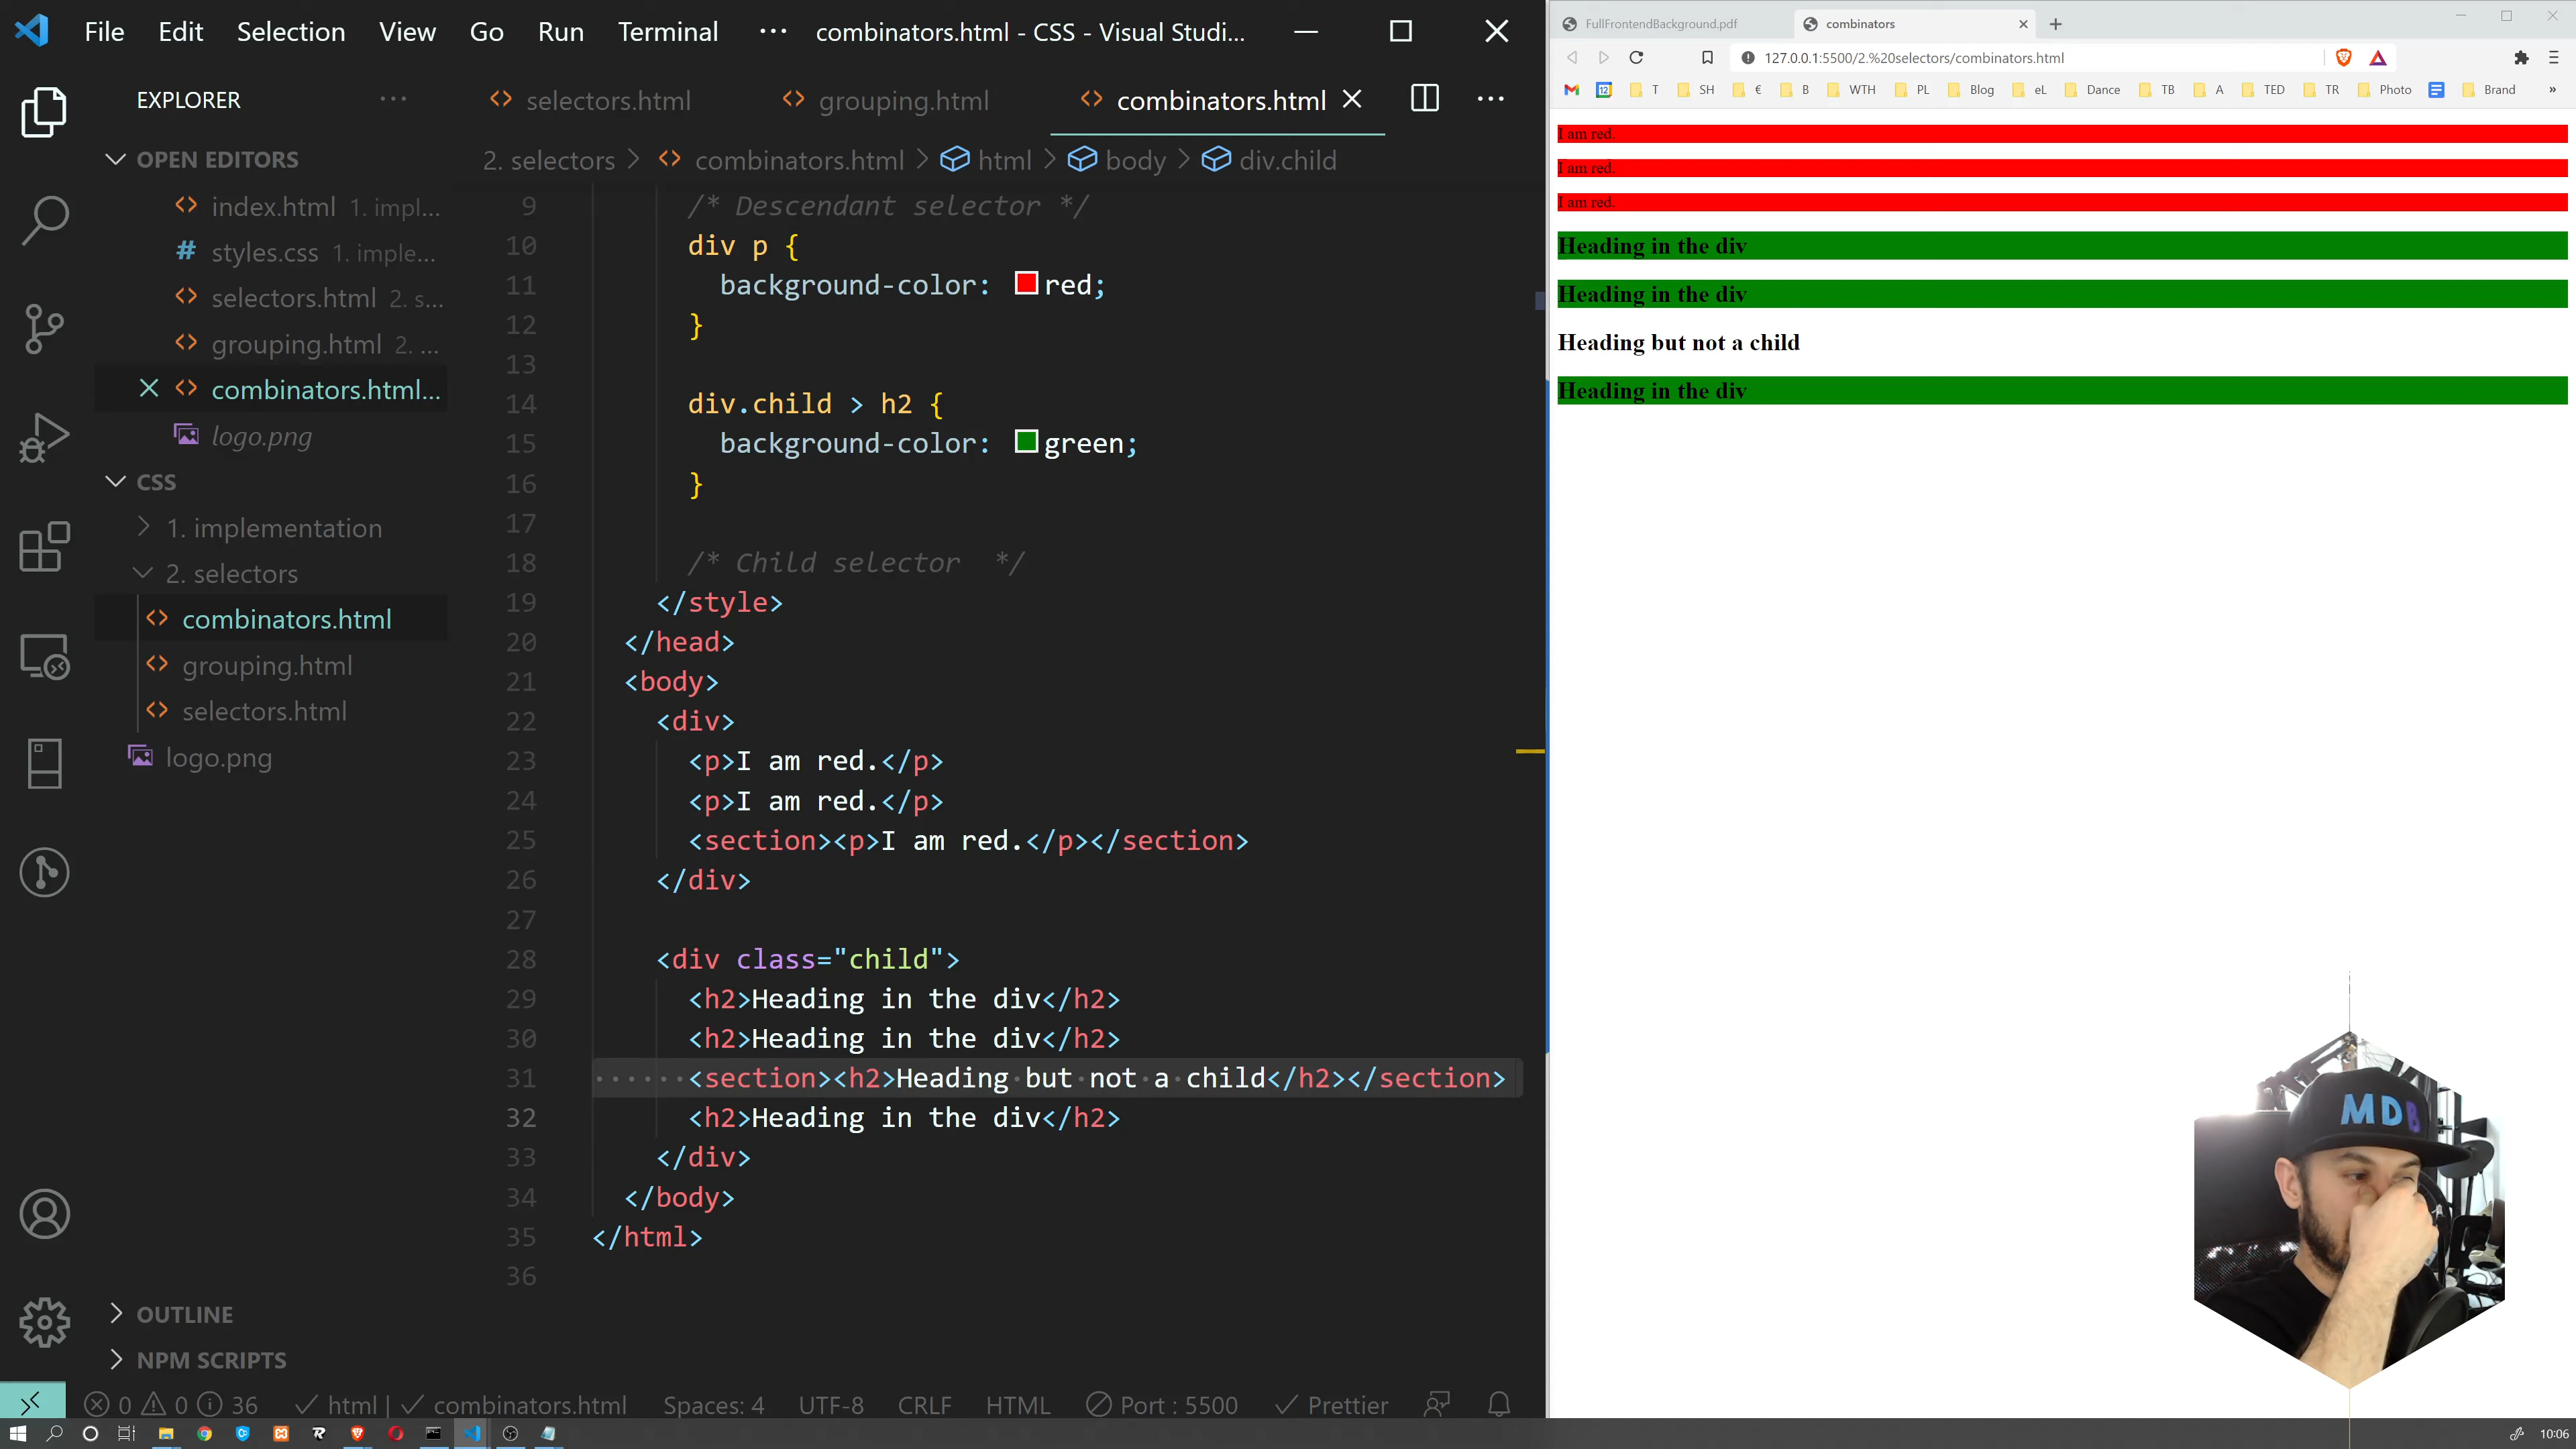 File Edit Selection View Go Run Terminal ··· combinators.html - CSS - Visual Studi...
EXPLORER ···
OPEN EDITORS
index.html 1. impl...
styles.css 1. imple...
selectors.html 2. s...
grouping.html 2. ...
combinators.html...
logo.png
CSS
1. implementation
2. selectors
combinators.html
grouping.html
selectors.html
logo.png
OUTLINE
NPM SCRIPTS
selectors.html grouping.html combinators.html
2. selectors > combinators.html > html > body > div.child
9 /* Descendant selector */
10 div p {
11 background-color: red;
12 }
13
14 div.child > h2 {
15 background-color: green;
16 }
17
18 /* Child selector */
19 </style>
20 </head>
21 <body>
22 <div>
23 <p>I am red.</p>
24 <p>I am red.</p>
25 <section><p>I am red.</p></section>
26 </div>
27
28 <div class="child">
29 <h2>Heading in the div</h2>
30 <h2>Heading in the div</h2>
31 <section><h2>Heading but not a child</h2></section>
32 <h2>Heading in the div</h2>
33 </div>
34 </body>
35 </html>
36
0 0 36 html | combinators.html Spaces: 4 UTF-8 CRLF HTML Port : 5500 Prettier
FullFrontendBackground.pdf combinators
127.0.0.1:5500/2.%20selectors/combinators.html
12 T SH € B WTH PL Blog eL Dance TB A TED TR Photo Brand »
I am red.
I am red.
I am red.
Heading in the div
Heading in the div
Heading but not a child
Heading in the div
MDB
10:06